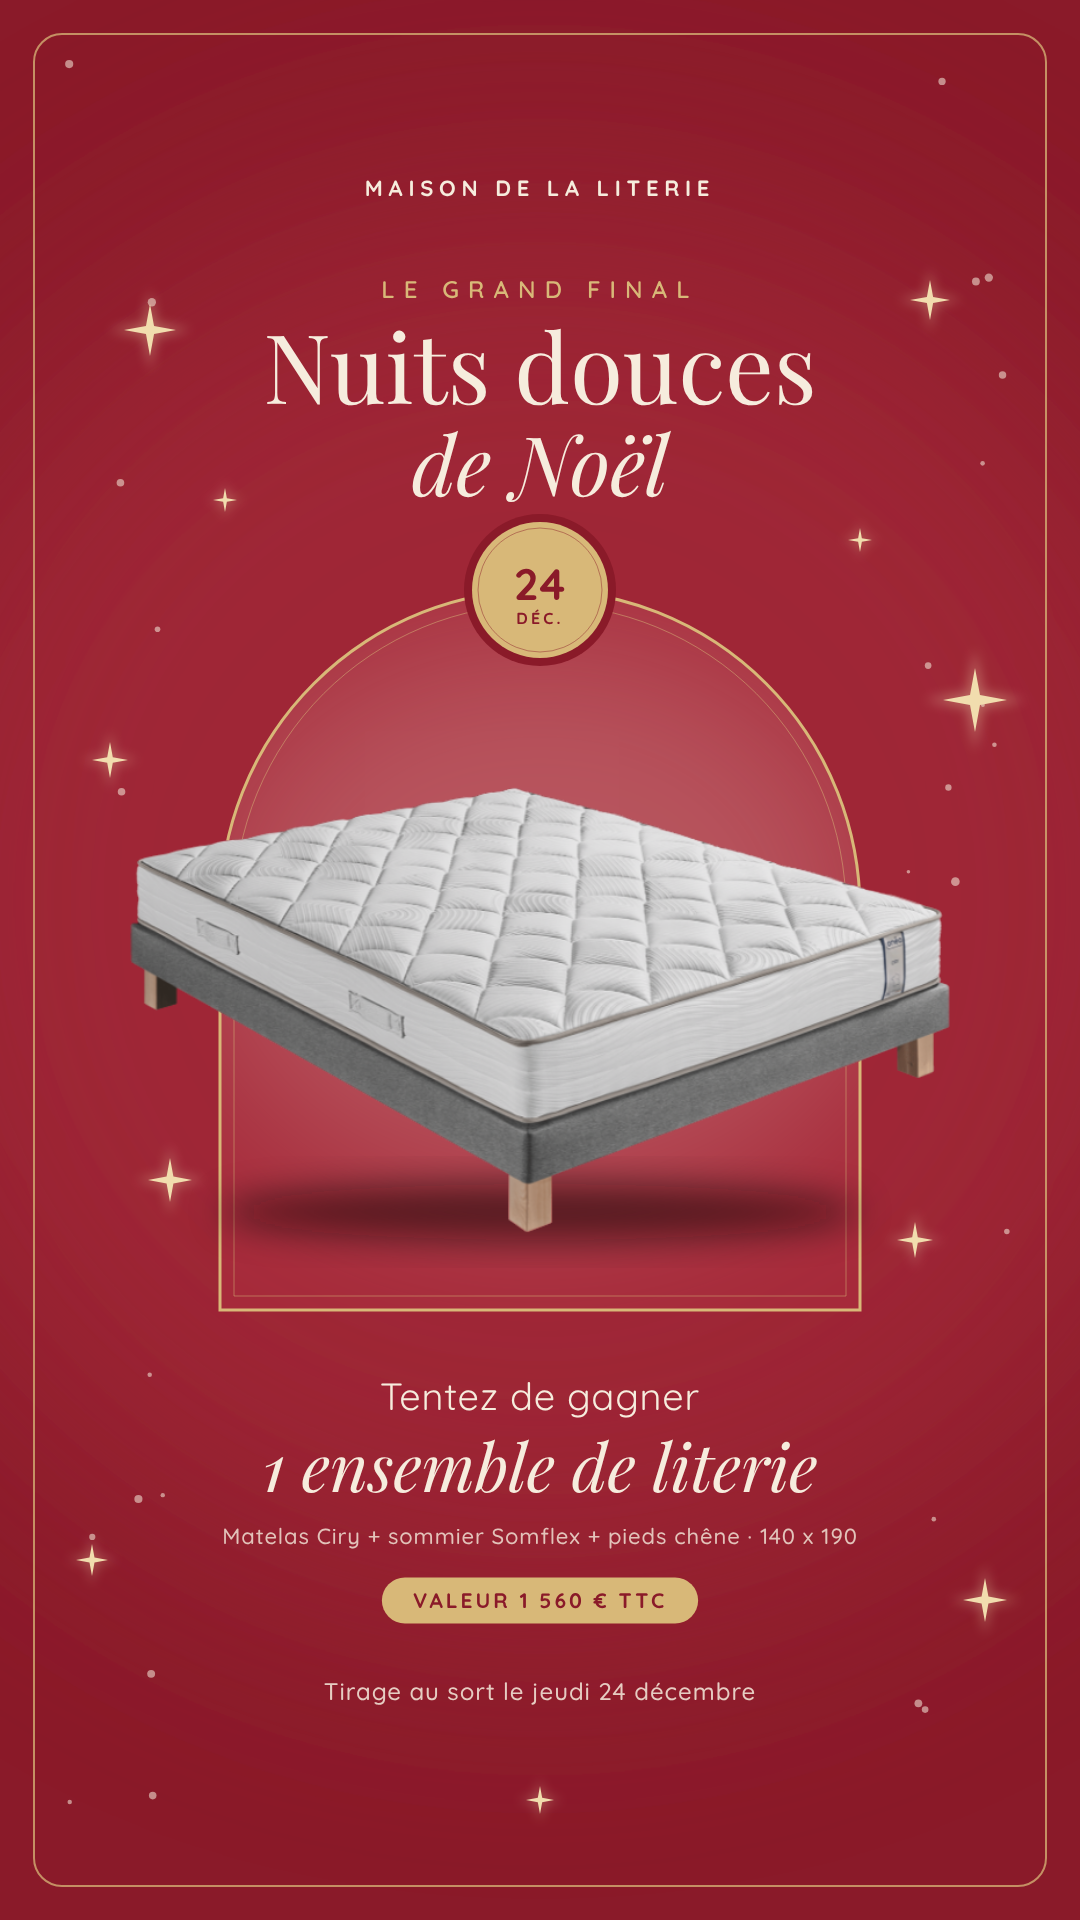 MAISON DE LA LITERIE
LE GRAND FINAL
Nuits douces
de Noël
24
DÉC.
Tentez de gagner
1 ensemble de literie
Matelas Ciry + sommier Somflex + pieds chêne · 140 x 190
VALEUR 1 560 € TTC
Tirage au sort le jeudi 24 décembre